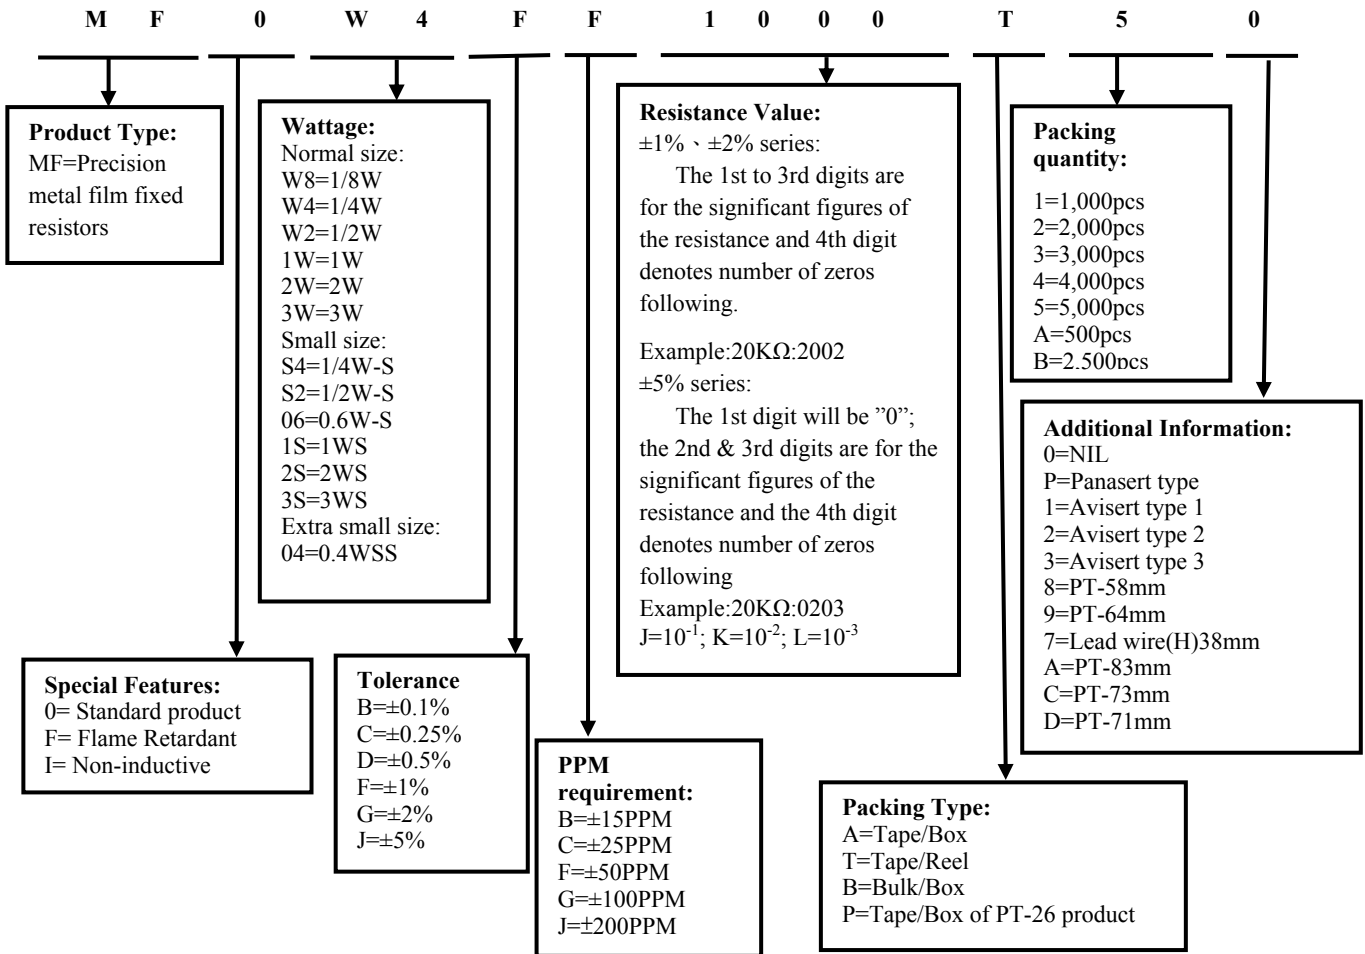 M F 0 W 4 F F 1 0 0 0 T 5 0
Product Type:
MF=Precision
metal film fixed
resistors
Wattage:
Normal size:
W8=1/8W
W4=1/4W
W2=1/2W
1W=1W
2W=2W
3W=3W
Small size:
S4=1/4W-S
S2=1/2W-S
06=0.6W-S
1S=1WS
2S=2WS
3S=3WS
Extra small size:
04=0.4WSS
Resistance Value:
±1%、±2% series:
The 1st to 3rd digits are
for the significant figures of
the resistance and 4th digit
denotes number of zeros
following.
Example:20KΩ:2002
±5% series:
The 1st digit will be ”0”;
the 2nd & 3rd digits are for the
significant figures of the
resistance and the 4th digit
denotes number of zeros
following
Example:20KΩ:0203
J=10⁻¹; K=10⁻²; L=10⁻³
Packing
quantity:
1=1,000pcs
2=2,000pcs
3=3,000pcs
4=4,000pcs
5=5,000pcs
A=500pcs
B=2,500pcs
Additional Information:
0=NIL
P=Panasert type
1=Avisert type 1
2=Avisert type 2
3=Avisert type 3
8=PT-58mm
9=PT-64mm
7=Lead wire(H)38mm
A=PT-83mm
C=PT-73mm
D=PT-71mm
Special Features:
0= Standard product
F= Flame Retardant
I= Non-inductive
Tolerance
B=±0.1%
C=±0.25%
D=±0.5%
F=±1%
G=±2%
J=±5%
PPM
requirement:
B=±15PPM
C=±25PPM
F=±50PPM
G=±100PPM
J=±200PPM
Packing Type:
A=Tape/Box
T=Tape/Reel
B=Bulk/Box
P=Tape/Box of PT-26 product